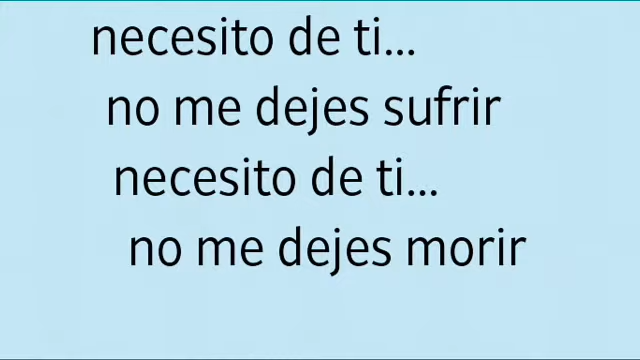 necesito de ti...
no me dejes sufrir
necesito de ti...
no me dejes morir